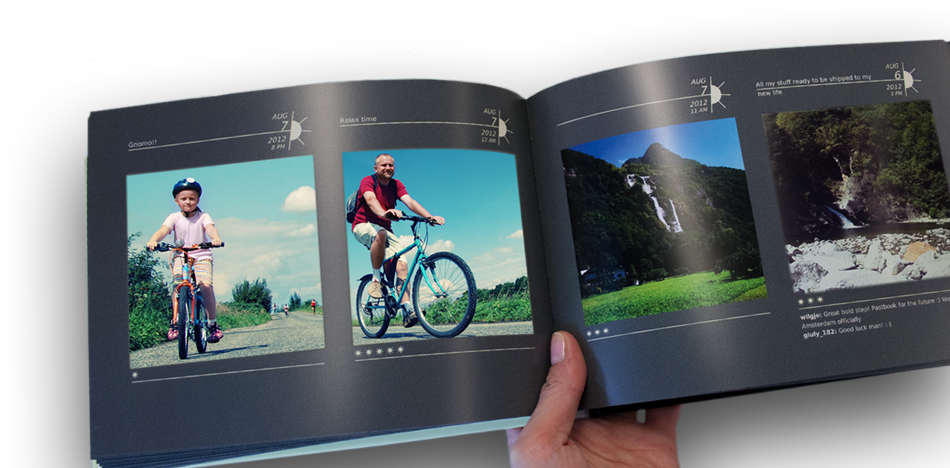 Gnomo!!
AUG
7
2012
8 PM
Relax time
AUG
7
2012
12 AM
AUG
7
2012
11 AM
All my stuff ready to be shipped to my
new life
AUG
6
2012
1 PM
wilgje: Great bold step! Pastbook for the future :)
Amsterdam officially
giuly_182: Good luck man! :)